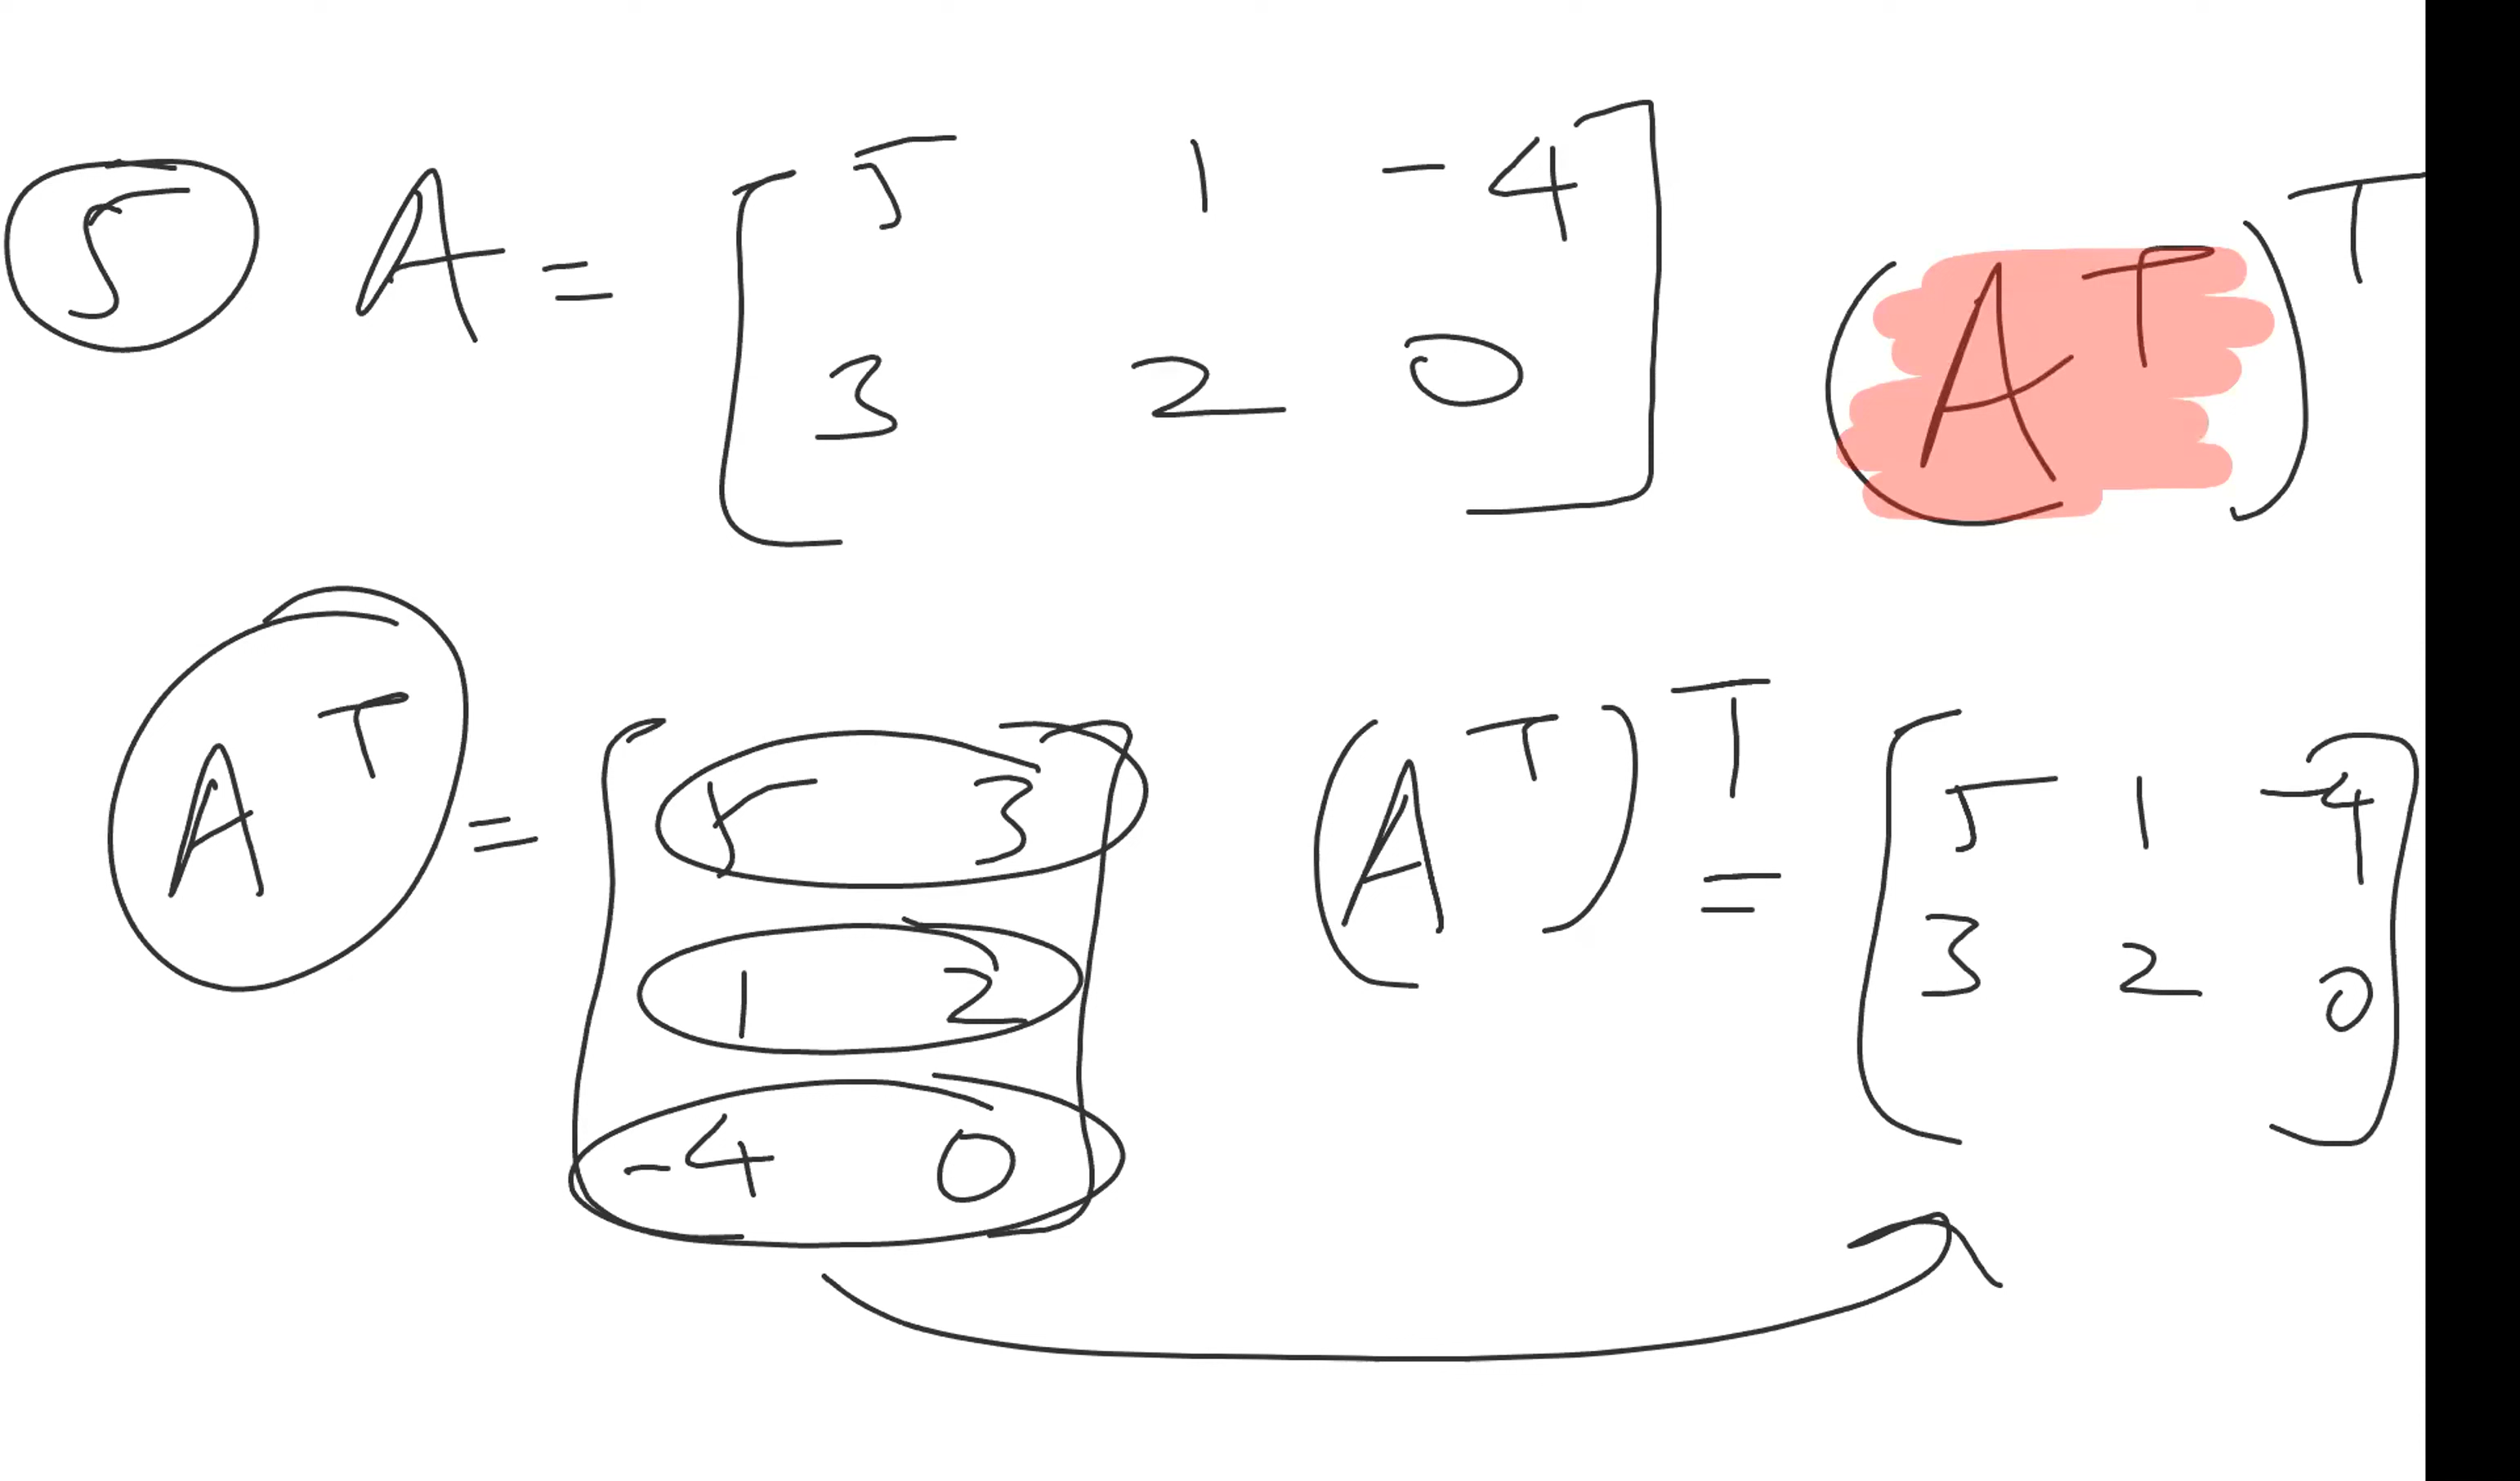 5 A = [ 5 1 -4
3 2 0 ] (A^T)^T
A^T = [ 5 3
1 2
-4 0 ]
(A^T)^T = [ 5 1 -4
3 2 0 ]